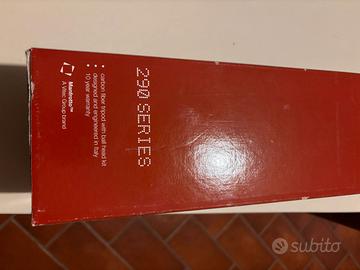 290 SERIES
• carbon fiber tripod with ball head kit
• designed and engineered in Italy
• 10 year warranty
Manfrotto™
A Vitec Group brand
subito